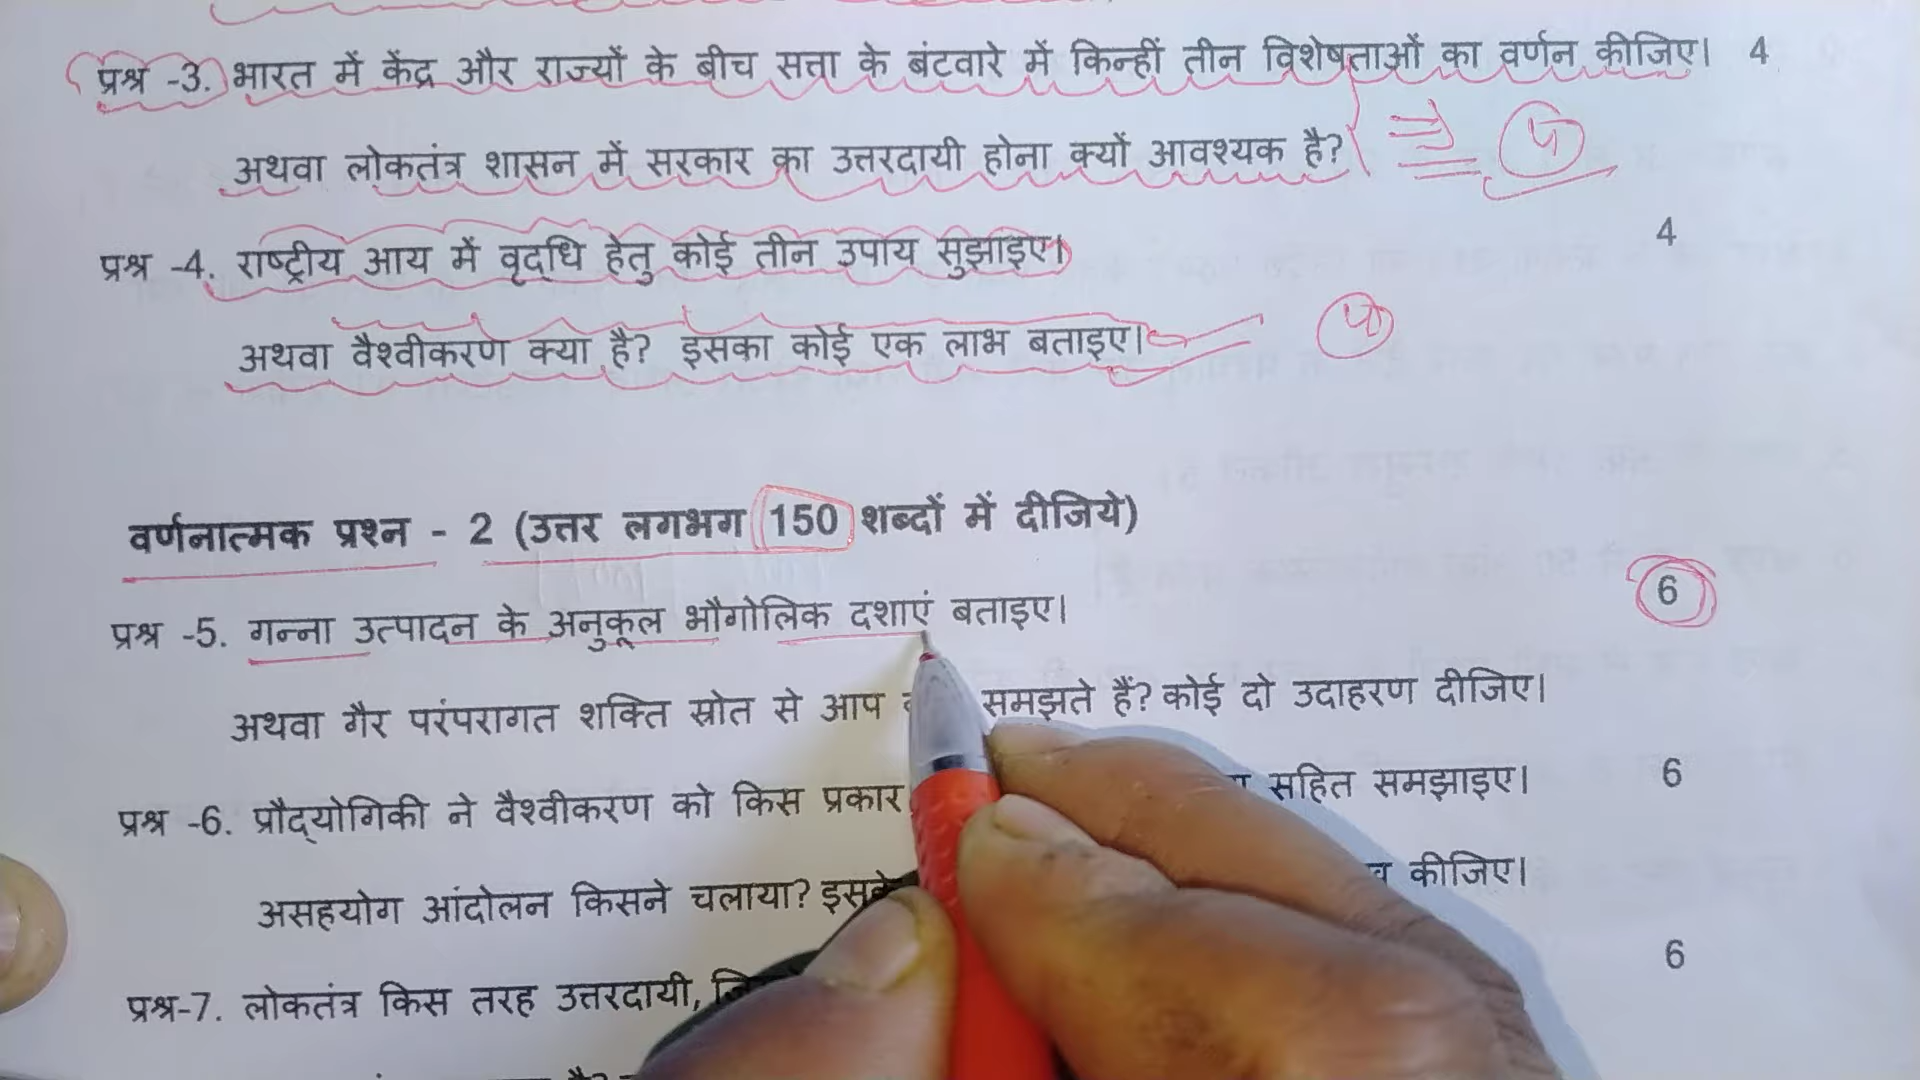 प्रश्न -3. भारत में केंद्र और राज्यों के बीच सत्ता के बंटवारे में किन्हीं तीन विशेषताओं का वर्णन कीजिए। 4
अथवा लोकतंत्र शासन में सरकार का उत्तरदायी होना क्यों आवश्यक है?
प्रश्न -4. राष्ट्रीय आय में वृद्धि हेतु कोई तीन उपाय सुझाइए। 4
अथवा वैश्वीकरण क्या है? इसका कोई एक लाभ बताइए।
वर्णनात्मक प्रश्न - 2 (उत्तर लगभग 150 शब्दों में दीजिये)
प्रश्न -5. गन्ना उत्पादन के अनुकूल भौगोलिक दशाएं बताइए। 6
अथवा गैर परंपरागत शक्ति स्रोत से आप समझते हैं? कोई दो उदाहरण दीजिए।
प्रश्न -6. प्रौद्योगिकी ने वैश्वीकरण को किस प्रकार सहित समझाइए। 6
असहयोग आंदोलन किसने चलाया? कीजिए।
प्रश्न-7. लोकतंत्र किस तरह उत्तरदायी, 6